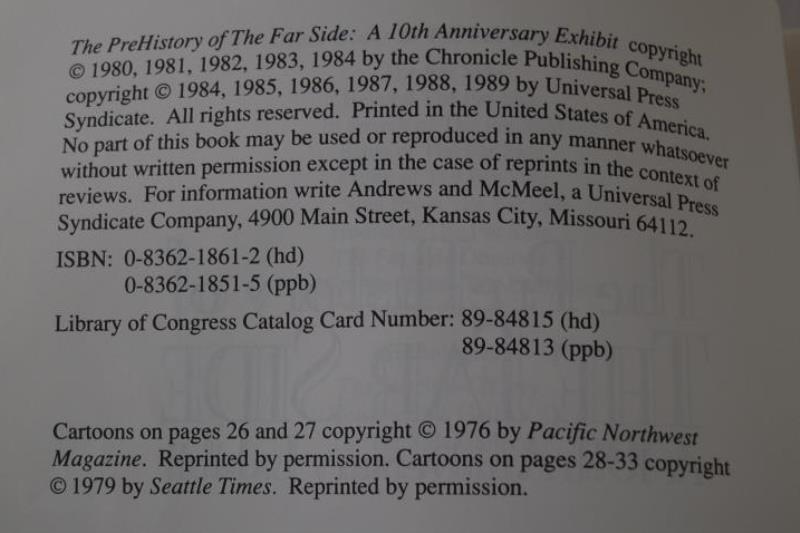 The PreHistory of The Far Side: A 10th Anniversary Exhibit copyright
© 1980, 1981, 1982, 1983, 1984 by the Chronicle Publishing Company;
copyright © 1984, 1985, 1986, 1987, 1988, 1989 by Universal Press
Syndicate. All rights reserved. Printed in the United States of America.
No part of this book may be used or reproduced in any manner whatsoever
without written permission except in the case of reprints in the context of
reviews. For information write Andrews and McMeel, a Universal Press
Syndicate Company, 4900 Main Street, Kansas City, Missouri 64112.
ISBN: 0-8362-1861-2 (hd)
0-8362-1851-5 (ppb)
Library of Congress Catalog Card Number: 89-84815 (hd)
89-84813 (ppb)
Cartoons on pages 26 and 27 copyright © 1976 by Pacific Northwest
Magazine. Reprinted by permission. Cartoons on pages 28-33 copyright
© 1979 by Seattle Times. Reprinted by permission.